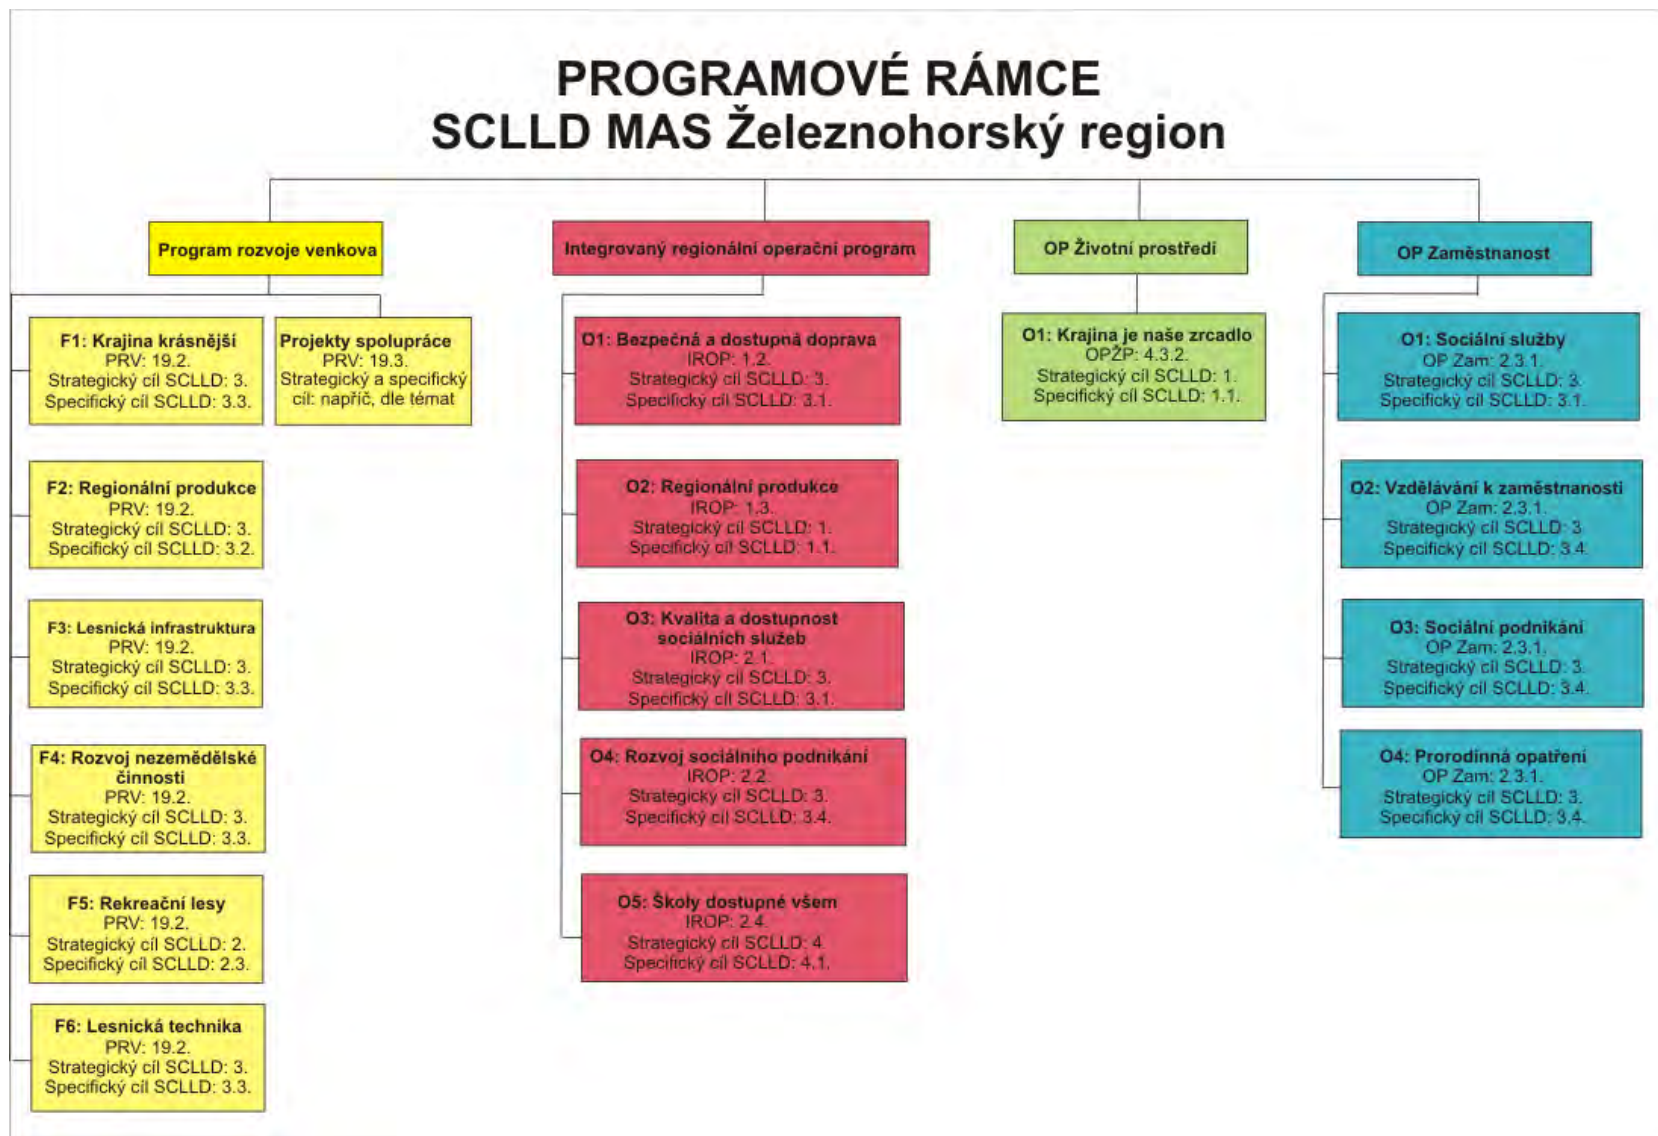 PROGRAMOVÉ RÁMCE
SCLLD MAS Železnohorský region
Program rozvoje venkova
F1: Krajina krásnější
PRV: 19.2.
Strategický cíl SCLLD: 3.
Specifický cíl SCLLD: 3.3.
Projekty spolupráce
PRV: 19.3.
Strategický a specifický
cíl: napříč, dle témat
F2: Regionální produkce
PRV: 19.2.
Strategický cíl SCLLD: 3.
Specifický cíl SCLLD: 3.2.
F3: Lesnická infrastruktura
PRV: 19.2.
Strategický cíl SCLLD: 3.
Specifický cíl SCLLD: 3.3.
F4: Rozvoj nezemědělské
činnosti
PRV: 19.2.
Strategický cíl SCLLD: 3.
Specifický cíl SCLLD: 3.3.
F5: Rekreační lesy
PRV: 19.2.
Strategický cíl SCLLD: 2.
Specifický cíl SCLLD: 2.3.
F6: Lesnická technika
PRV: 19.2.
Strategický cíl SCLLD: 3.
Specifický cíl SCLLD: 3.3.
Integrovaný regionální operační program
O1: Bezpečná a dostupná doprava
IROP: 1.2.
Strategický cíl SCLLD: 3.
Specifický cíl SCLLD: 3.1.
O2: Regionální produkce
IROP: 1.3.
Strategický cíl SCLLD: 1.
Specifický cíl SCLLD: 1.1.
O3: Kvalita a dostupnost
sociálních služeb
IROP: 2.1.
Strategický cíl SCLLD: 3.
Specifický cíl SCLLD: 3.1.
O4: Rozvoj sociálního podnikání
IROP: 2.2.
Strategický cíl SCLLD: 3.
Specifický cíl SCLLD: 3.4.
O5: Školy dostupné všem
IROP: 2.4.
Strategický cíl SCLLD: 4
Specifický cíl SCLLD: 4.1.
OP Životní prostředí
O1: Krajina je naše zrcadlo
OPŽP: 4.3.2.
Strategický cíl SCLLD: 1.
Specifický cíl SCLLD: 1.1.
OP Zaměstnanost
O1: Sociální služby
OP Zam: 2.3.1.
Strategický cíl SCLLD: 3.
Specifický cíl SCLLD: 3.1.
O2: Vzdělávání k zaměstnanosti
OP Zam: 2.3.1.
Strategický cíl SCLLD: 3
Specifický cíl SCLLD: 3.4.
O3: Sociální podnikání
OP Zam: 2.3.1.
Strategický cíl SCLLD: 3.
Specifický cíl SCLLD: 3.4.
O4: Prorodinná opatření
OP Zam: 2.3.1.
Strategický cíl SCLLD: 3.
Specifický cíl SCLLD: 3.4.